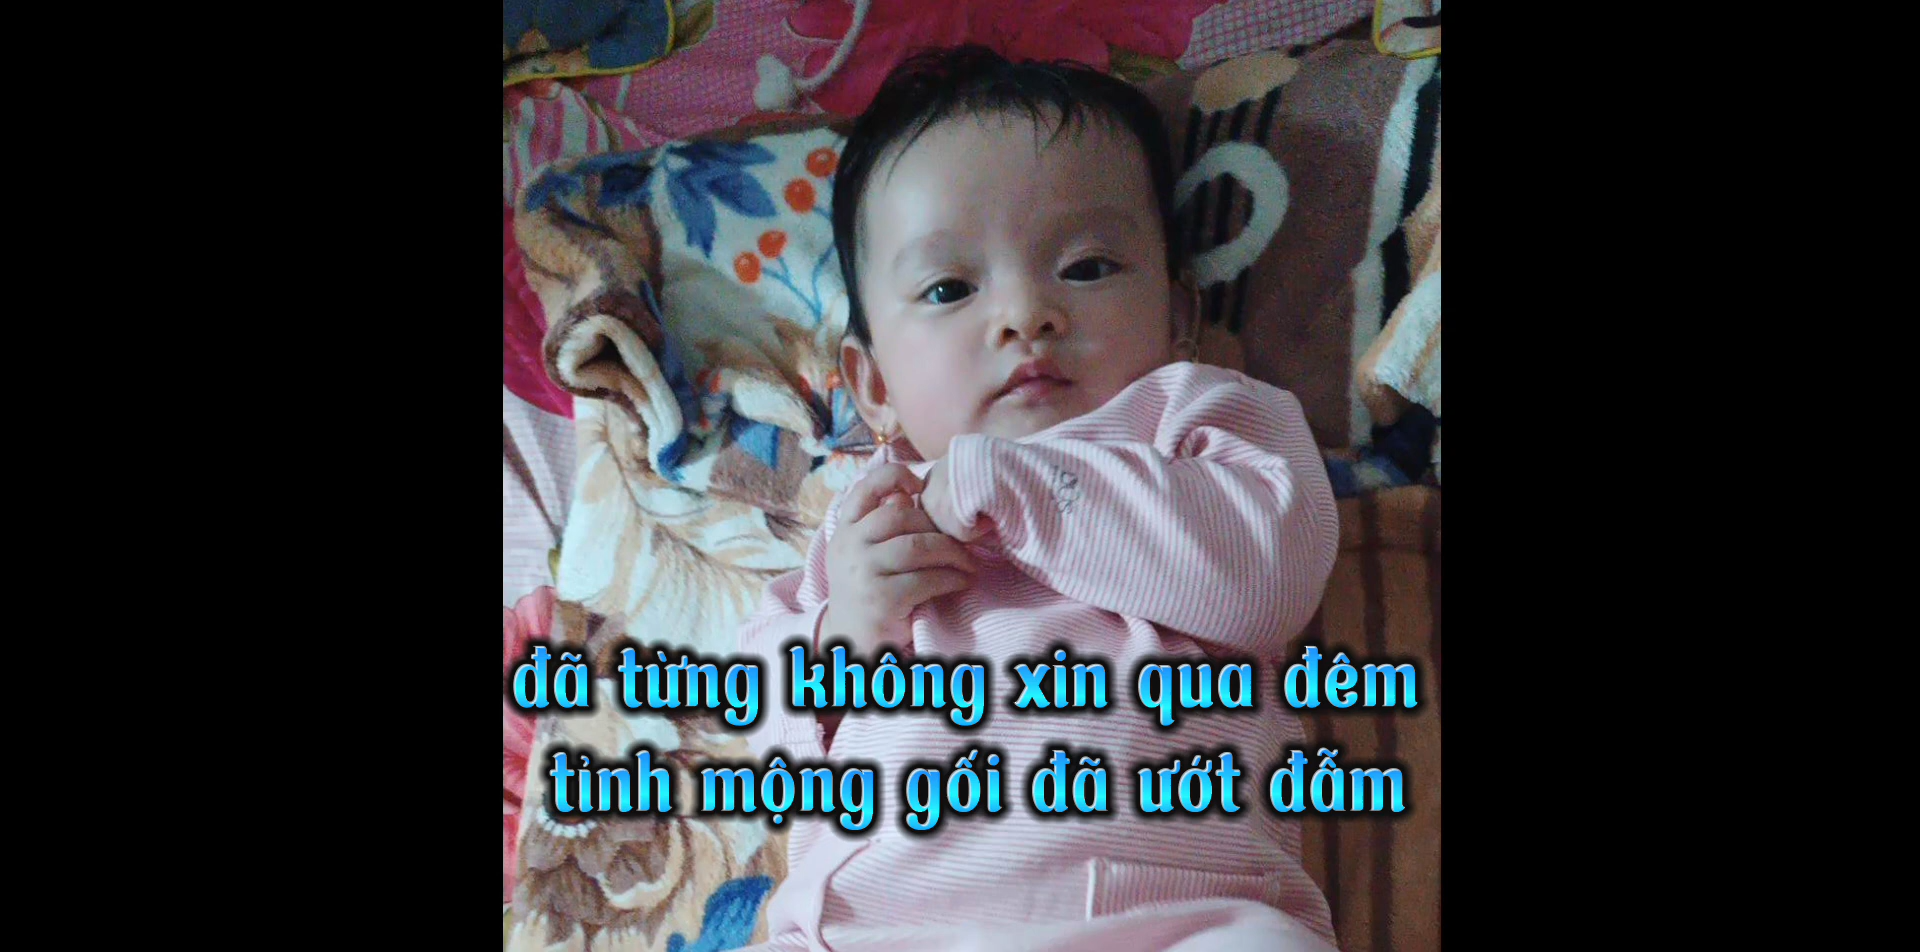 đã từng không xin qua đêm
tỉnh mộng gối đã ướt đẫm